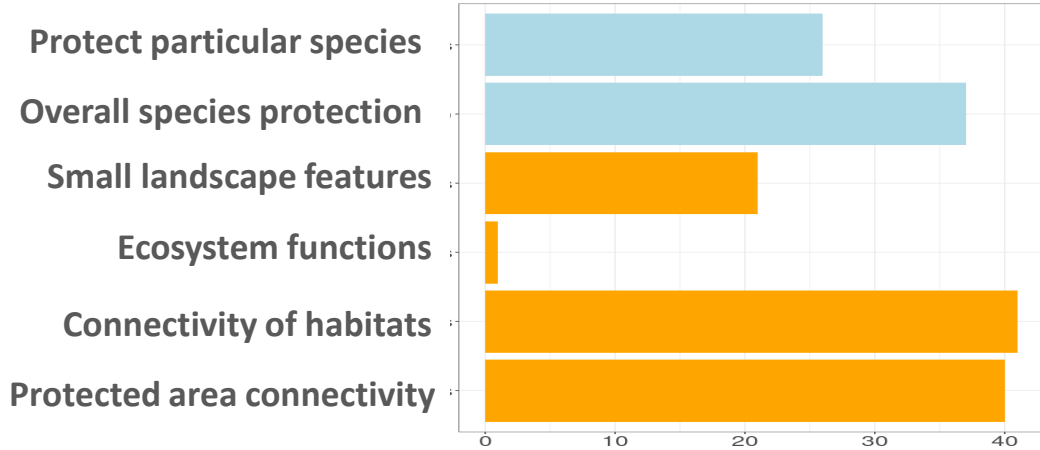 Protect particular species
Overall species protection
Small landscape features
Ecosystem functions
Connectivity of habitats
Protected area connectivity
0 10 20 30 40